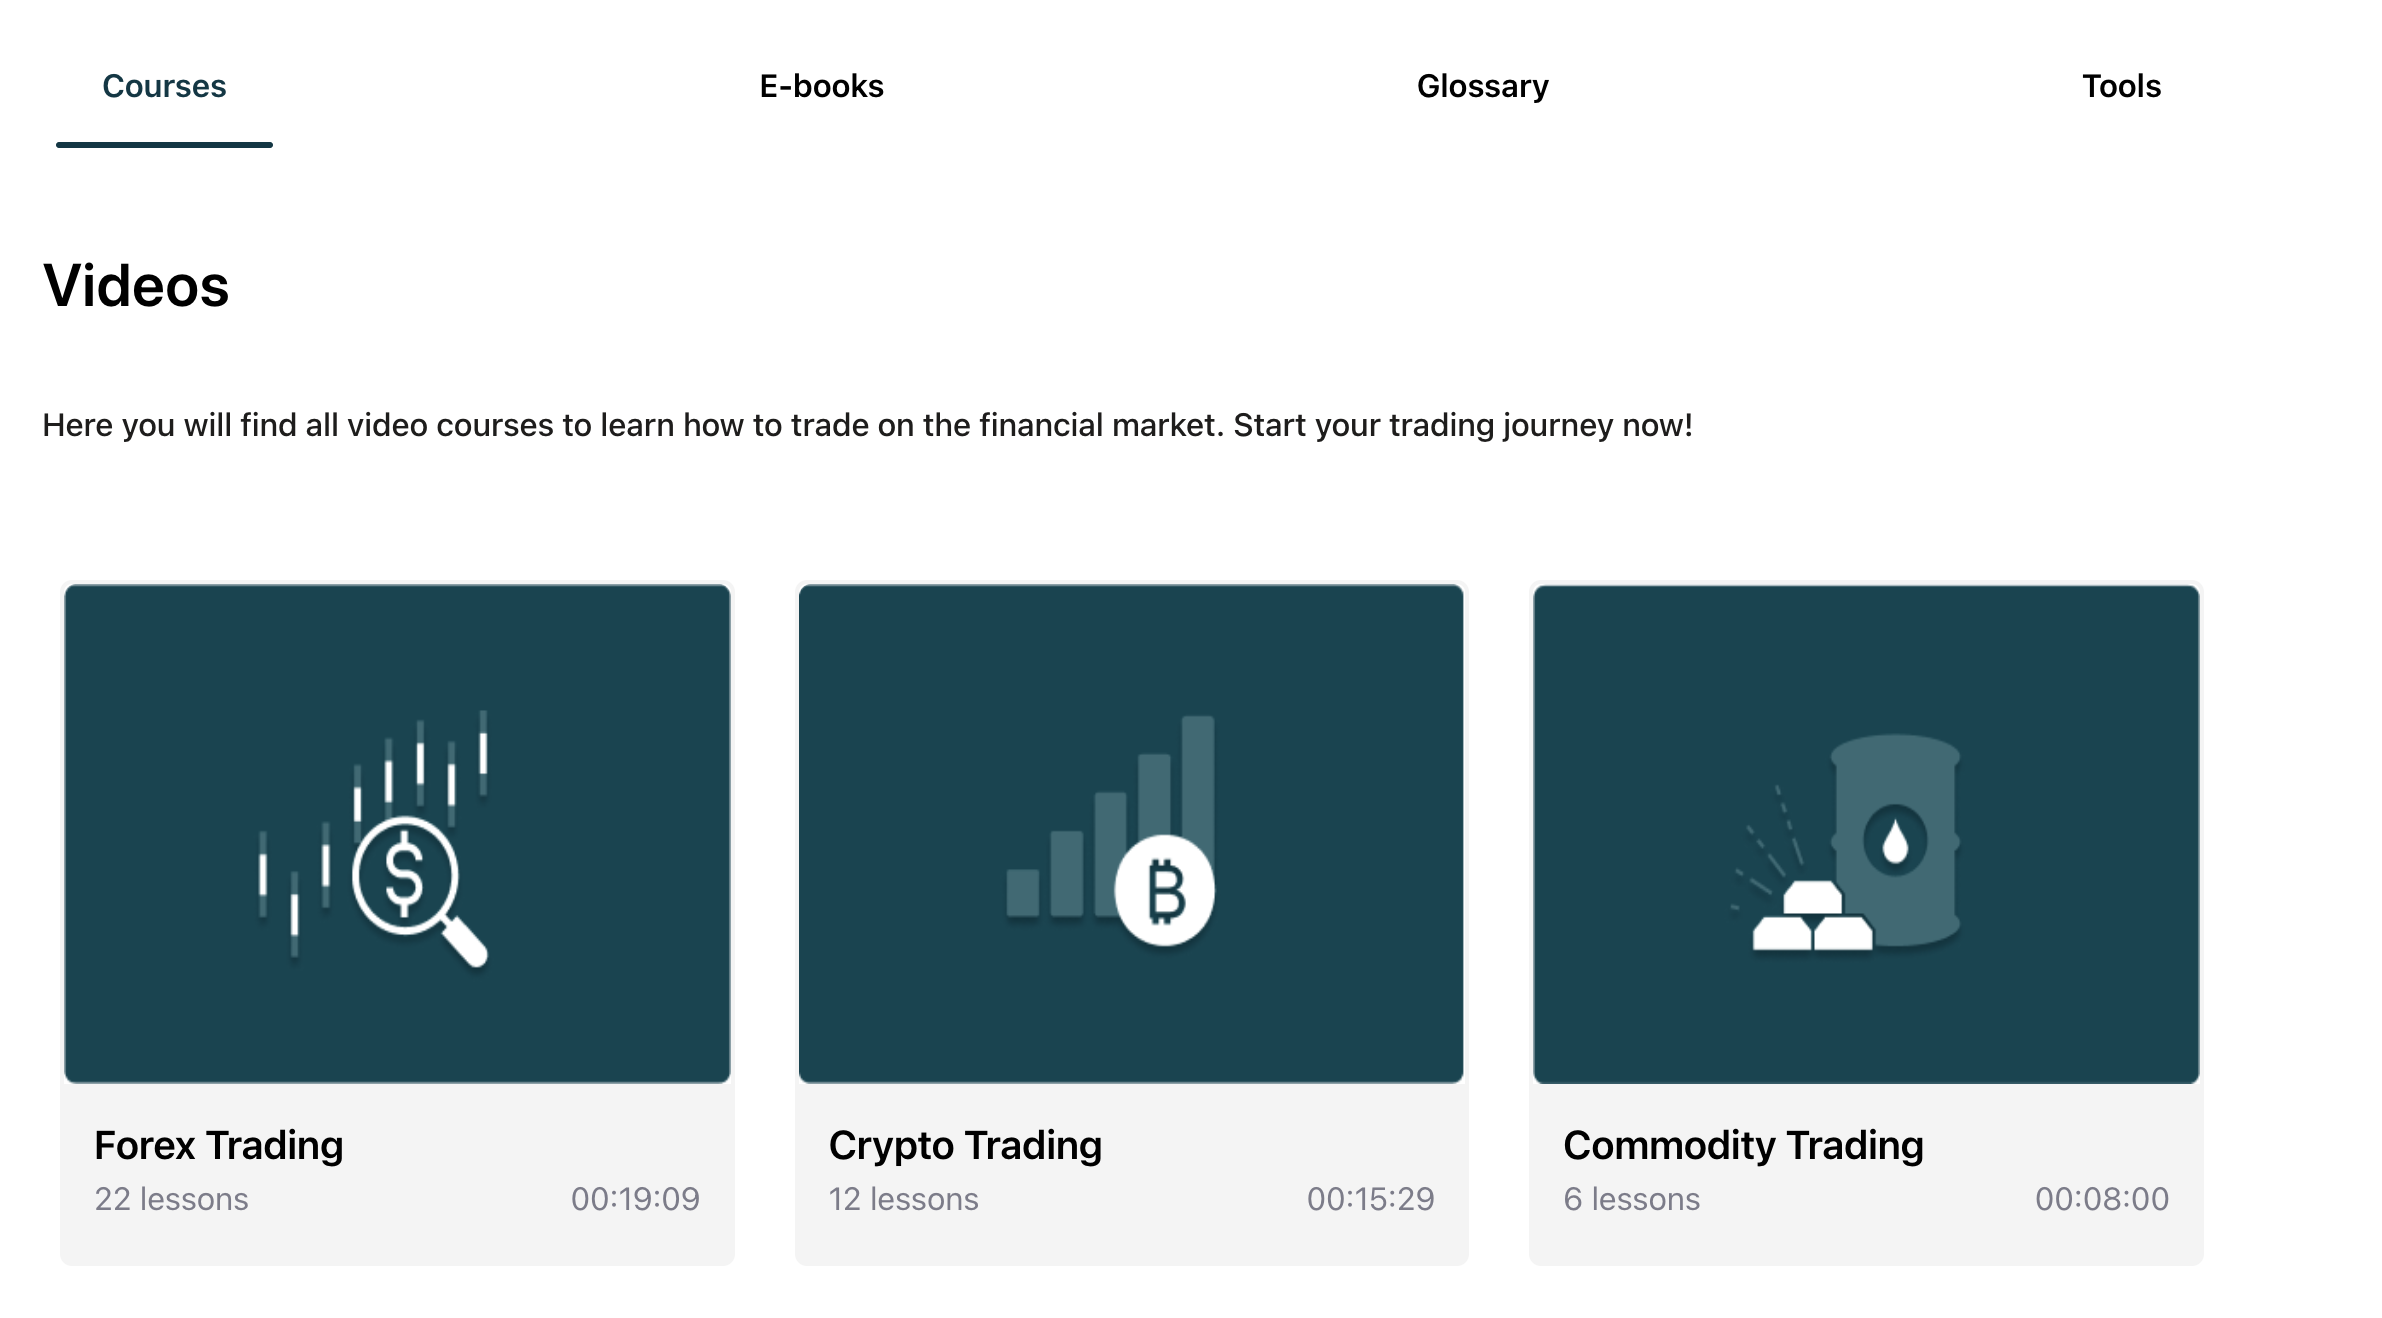 Courses
E-books
Glossary
Tools
Videos
Here you will find all video courses to learn how to trade on the financial market. Start your trading journey now!
Forex Trading
22 lessons
00:19:09
Crypto Trading
12 lessons
00:15:29
Commodity Trading
6 lessons
00:08:00